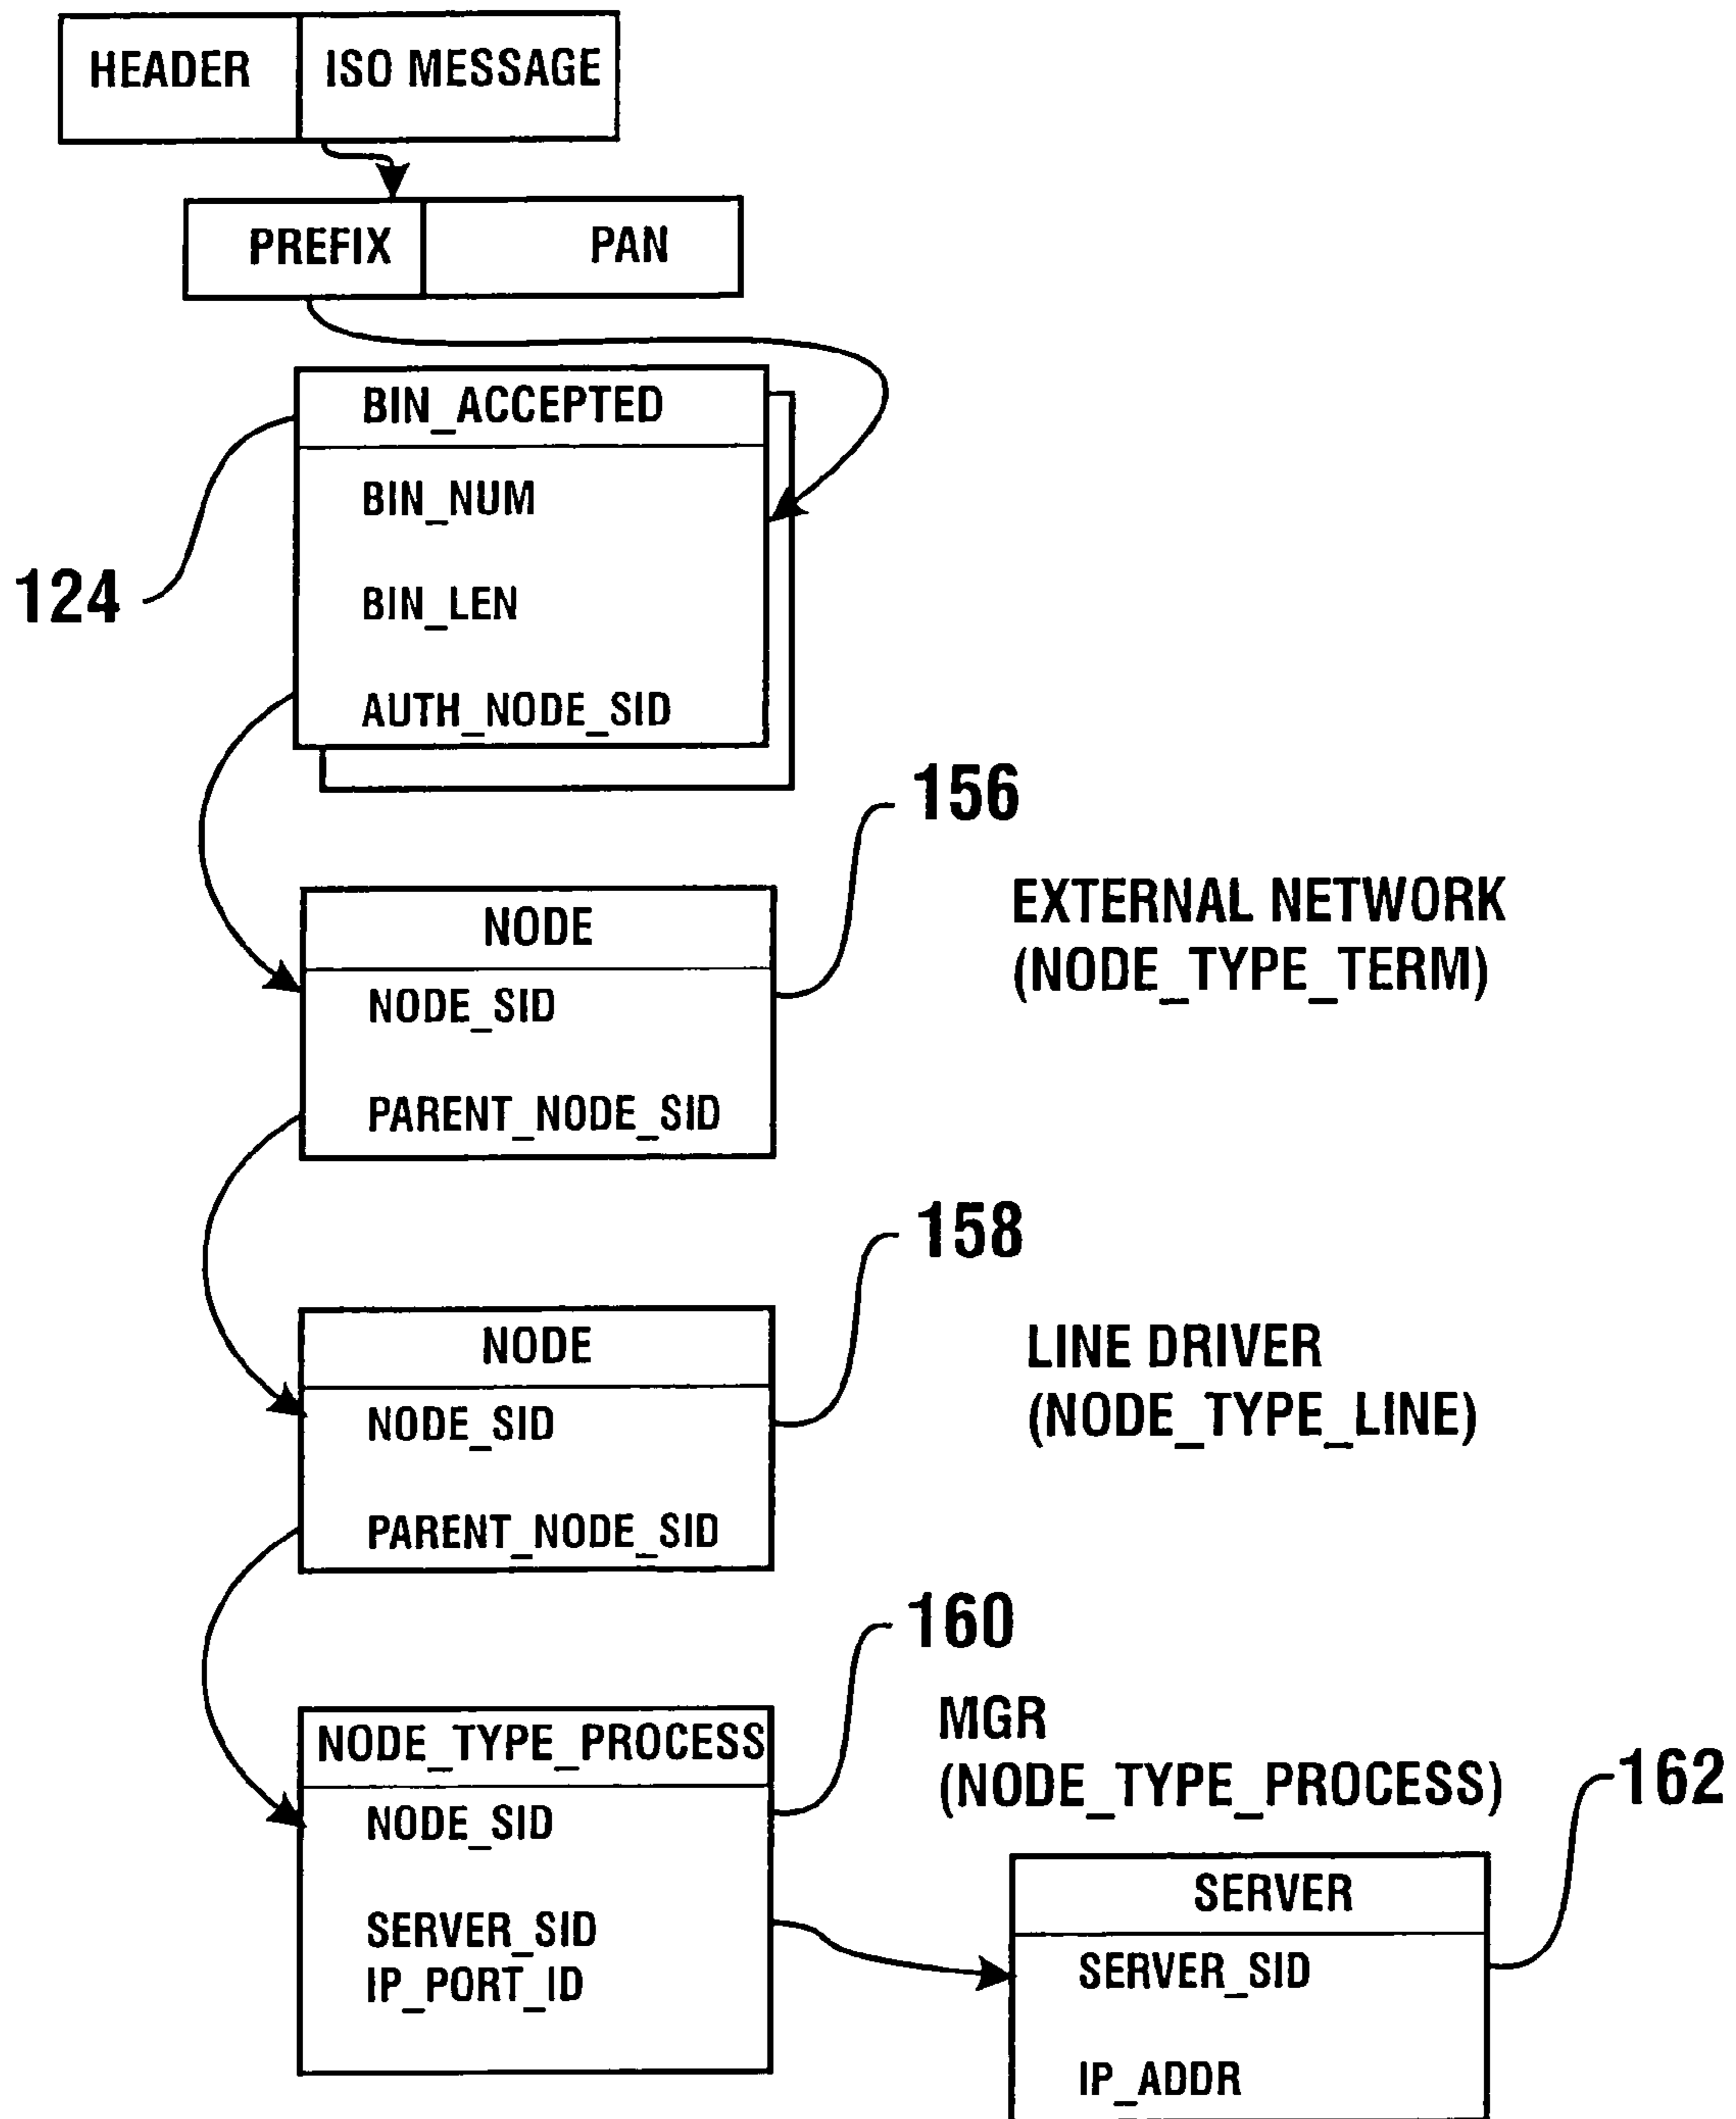 HEADER ISO MESSAGE
PREFIX PAN
BIN_ACCEPTED
BIN_NUM
124
BIN_LEN
AUTH_NODE_SID
156
EXTERNAL NETWORK
(NODE_TYPE_TERM)
NODE
NODE_SID
PARENT_NODE_SID
158
LINE DRIVER
(NODE_TYPE_LINE)
NODE
NODE_SID
PARENT_NODE_SID
160
MGR
(NODE_TYPE_PROCESS)
NODE_TYPE_PROCESS
162
NODE_SID
SERVER_SID
IP_PORT_ID
SERVER
SERVER_SID
IP_ADDR